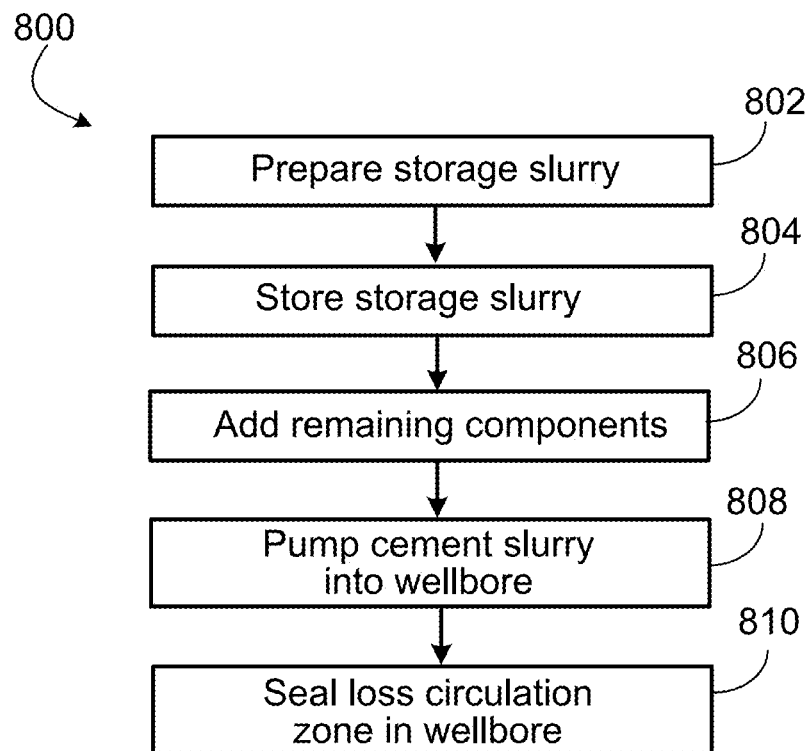 800
802
Prepare storage slurry
804
Store storage slurry
806
Add remaining components
808
Pump cement slurry
into wellbore
810
Seal loss circulation
zone in wellbore